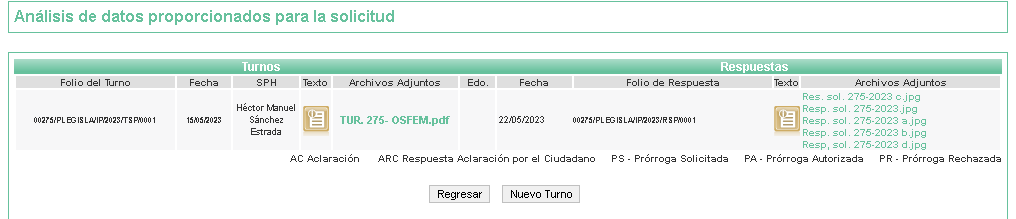 Análisis de datos proporcionados para la solicitud
Turnos Respuestas
Folio del Turno Fecha SPH Texto Archivos Adjuntos Edo. Fecha Folio de Respuesta Texto Archivos Adjuntos
00275/PLEGISLA/IP/2023/TSP/0001 15/05/2023 Héctor Manuel Sánchez Estrada TUR. 275- OSFEM.pdf 22/05/2023 00275/PLEGISLA/IP/2023/RSP/0001
Res. sol. 275-2023 c.jpg
Resp. sol. 275-2023.jpg
Resp. sol. 275-2023 a.jpg
Resp. sol. 275-2023 b.jpg
Resp, sol. 275-2023 d.jpg
AC Aclaración ARC Respuesta Aclaración por el Ciudadano PS - Prórroga Solicitada PA - Prórroga Autorizada PR - Prórroga Rechazada
Regresar Nuevo Turno